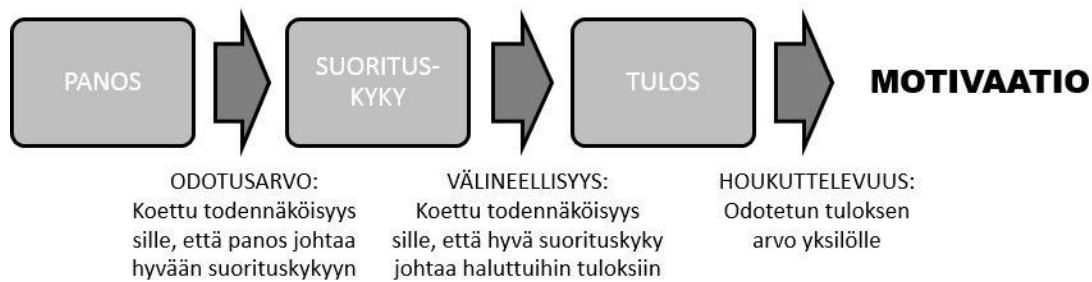 PANOS
SUORITUS-
KYKY
TULOS
MOTIVAATIO
ODOTUSARVO:
Koettu todennäköisyys
sille, että panos johtaa
hyvään suorituskykyyn
VÄLINEELLISYYS:
Koettu todennäköisyys
sille, että hyvä suorituskyky
johtaa haluttuihin tuloksiin
HOUKUTTELEVUUS:
Odotetun tuloksen
arvo yksilölle